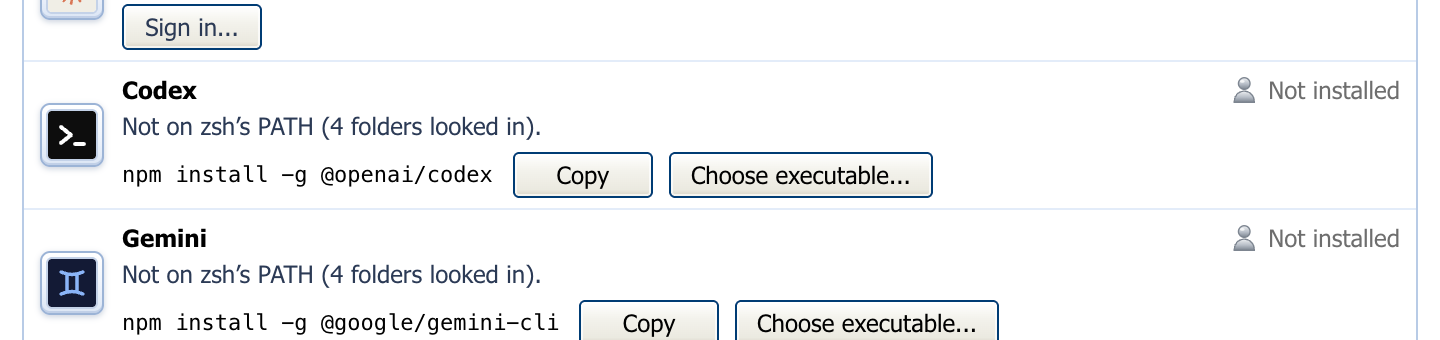 Sign in...
Codex
Not installed
Not on zsh’s PATH (4 folders looked in).
npm install -g @openai/codex
Copy
Choose executable...
Gemini
Not installed
Not on zsh’s PATH (4 folders looked in).
npm install -g @google/gemini-cli
Copy
Choose executable...